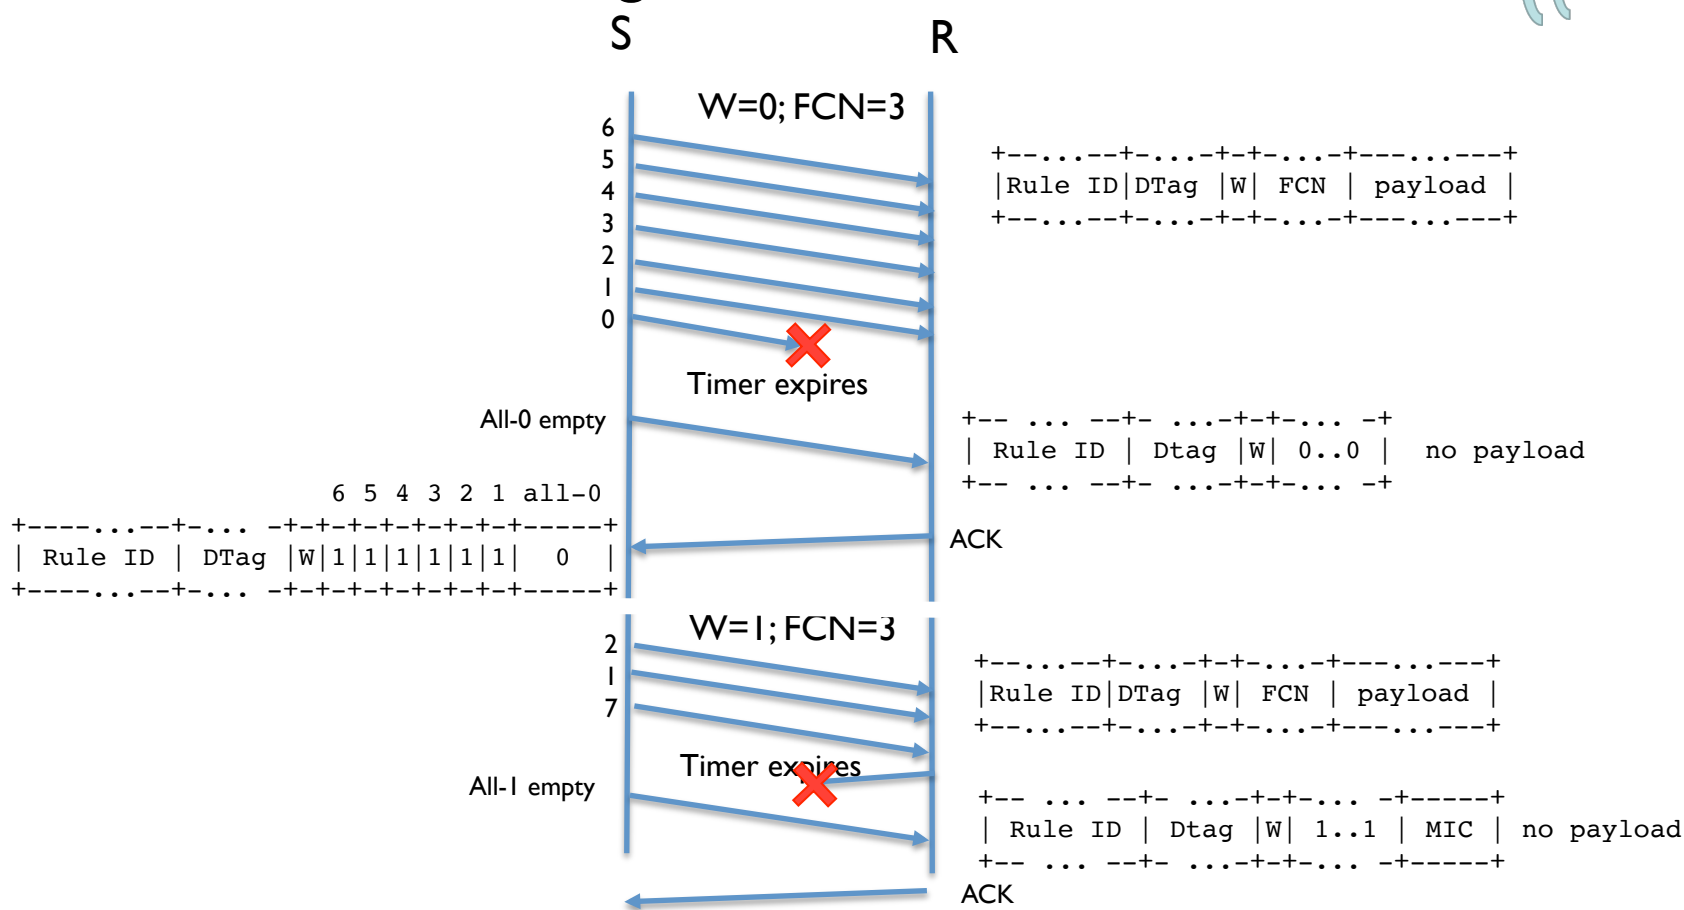 S
R
W=0; FCN=3
6
5
4
3
2
1
0
+--...--+-...-+-+-...-+---...---+
|Rule ID|DTag |W| FCN | payload |
+--...--+-...-+-+-...-+---...---+
Timer expires
All-0 empty
+-- ... --+- ...-+-+-... -+
| Rule ID | Dtag |W| 0..0 | no payload
+-- ... --+- ...-+-+-... -+
6 5 4 3 2 1 all-0
+----...--+-... -+-+-+-+-+-+-+-+-----+
| Rule ID | DTag |W|1|1|1|1|1|1| 0 |
+----...--+-... -+-+-+-+-+-+-+-+-----+
ACK
W=1; FCN=3
2
1
7
+--...--+-...-+-+-...-+---...---+
|Rule ID|DTag |W| FCN | payload |
+--...--+-...-+-+-...-+---...---+
Timer expires
All-1 empty
+-- ... --+- ...-+-+-... -+-----+
| Rule ID | Dtag |W| 1..1 | MIC | no payload
+-- ... --+- ...-+-+-... -+-----+
ACK